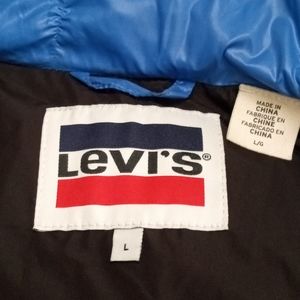 Levi's®
L
MADE IN
CHINA
FABRIQUE EN
CHINE
FABRICADO EN
CHINA
L/G